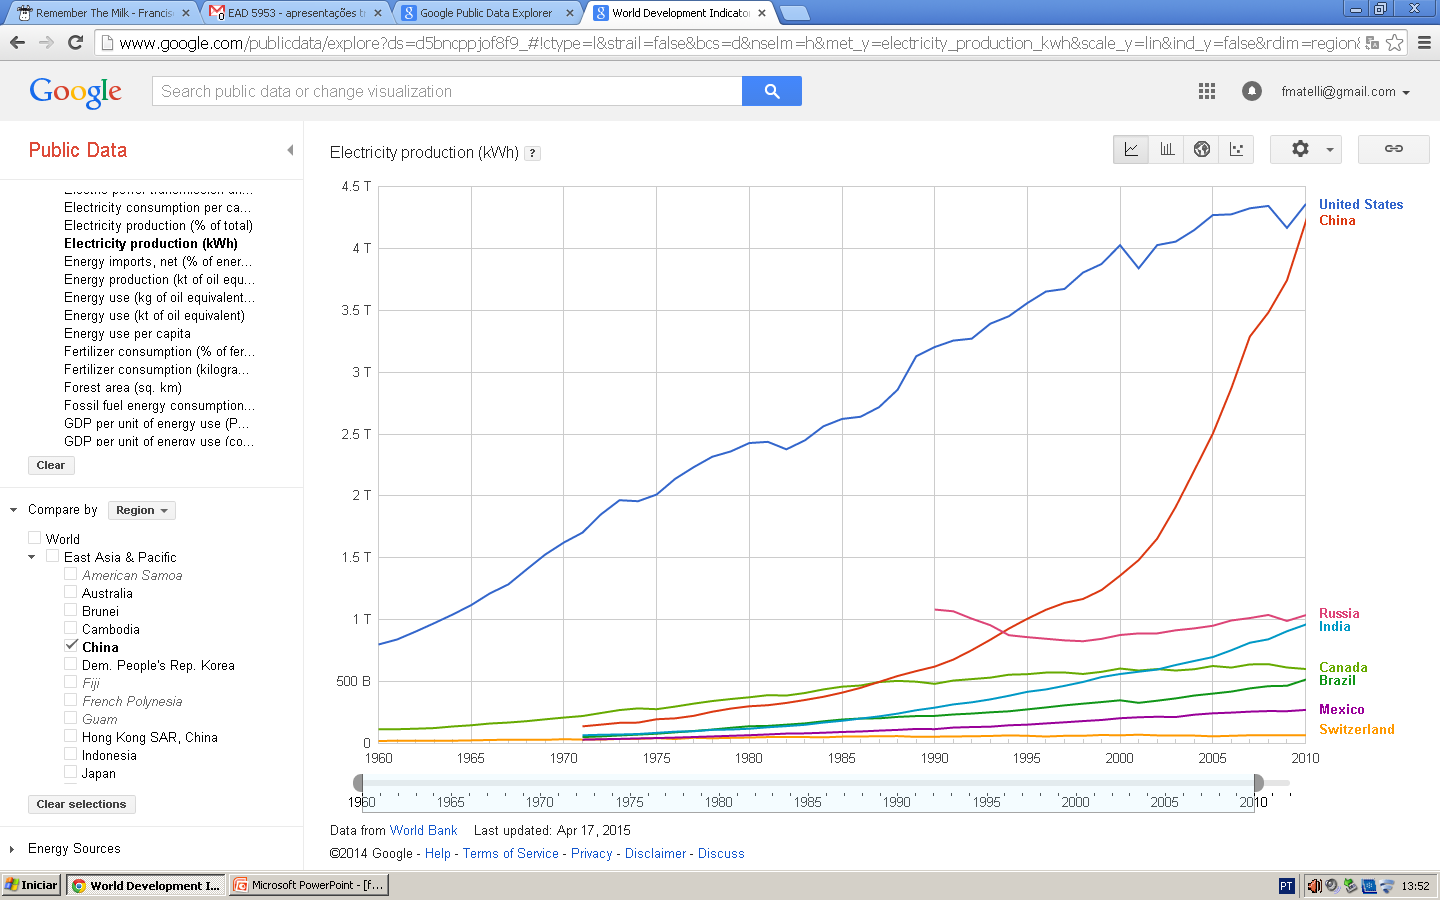 Remember The Milk - Francis
EAD 5953 - apresentações tr
Google Public Data Explorer
World Development Indicator
www.google.com/publicdata/explore?ds=d5bncppjof8f9_#!ctype=l&strail=false&bcs=d&nselm=h&met_y=electricity_production_kwh&scale_y=lin&ind_y=false&rdim=region&
Google
Search public data or change visualization
fmatelli@gmail.com
Public Data
Electricity consumption per ca...
Electricity production (% of total)
Electricity production (kWh)
Energy imports, net (% of ener...
Energy production (kt of oil equ...
Energy use (kg of oil equivalent...
Energy use (kt of oil equivalent)
Energy use per capita
Fertilizer consumption (% of fer...
Fertilizer consumption (kilogra...
Forest area (sq. km)
Fossil fuel energy consumption...
GDP per unit of energy use (P...
GDP per unit of energy use (co...
Clear
Compare by Region
World
East Asia & Pacific
American Samoa
Australia
Brunei
Cambodia
China
Dem. People's Rep. Korea
Fiji
French Polynesia
Guam
Hong Kong SAR, China
Indonesia
Japan
Clear selections
Energy Sources
Electricity production (kWh) ?
4.5 T
4 T
3.5 T
3 T
2.5 T
2 T
1.5 T
1 T
500 B
0
1960 1965 1970 1975 1980 1985 1990 1995 2000 2005 2010
United States
China
Russia
India
Canada
Brazil
Mexico
Switzerland
1960 1965 1970 1975 1980 1985 1990 1995 2000 2005 2010
Data from World Bank Last updated: Apr 17, 2015
©2014 Google - Help - Terms of Service - Privacy - Disclaimer - Discuss
Iniciar
World Development I...
Microsoft PowerPoint - [f...
PT
13:52